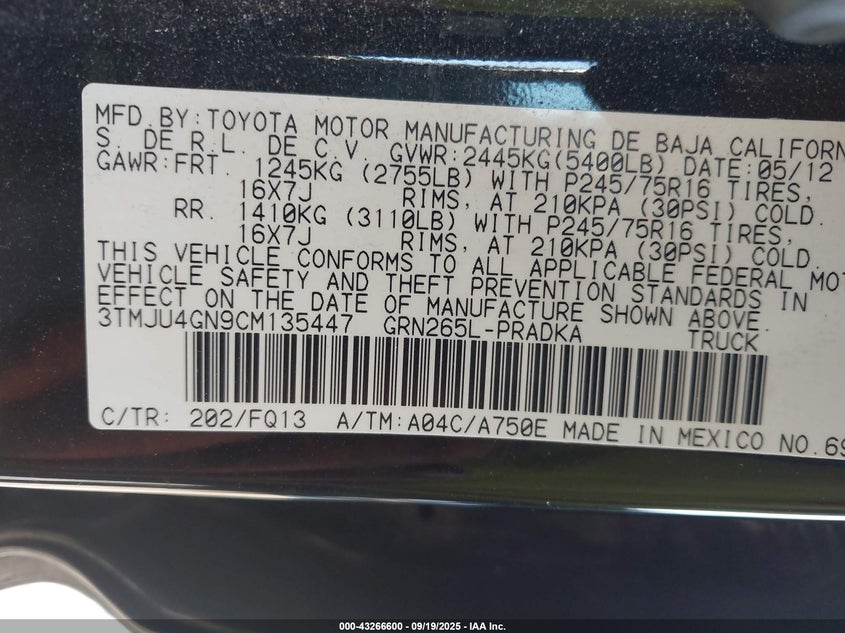 MFD.BY:TOYOTA MOTOR MANUFACTURING DE BAJA CALIFORN
S. DE R.L. DE C.V. GVWR:2445KG(5400LB) DATE:05/12
GAWR:FRT. 1245KG (2755LB) WITH P245/75R16 TIRES,
16X7J RIMS, AT 210KPA (30PSI) COLD.
RR. 1410KG (3110LB) WITH P245/75R16 TIRES,
16X7J RIMS, AT 210KPA (30PSI) COLD.
THIS VEHICLE CONFORMS TO ALL APPLICABLE FEDERAL MOT
VEHICLE SAFETY AND THEFT PREVENTION STANDARDS IN
EFFECT ON THE DATE OF MANUFACTURE SHOWN ABOVE.
3TMJU4GN9CM135447 GRN265L-PRADKA TRUCK
C/TR: 202/FQ13 A/TM:A04C/A750E MADE IN MEXICO NO.69
000-43266600 / 09/19/2025 - IAA Inc.